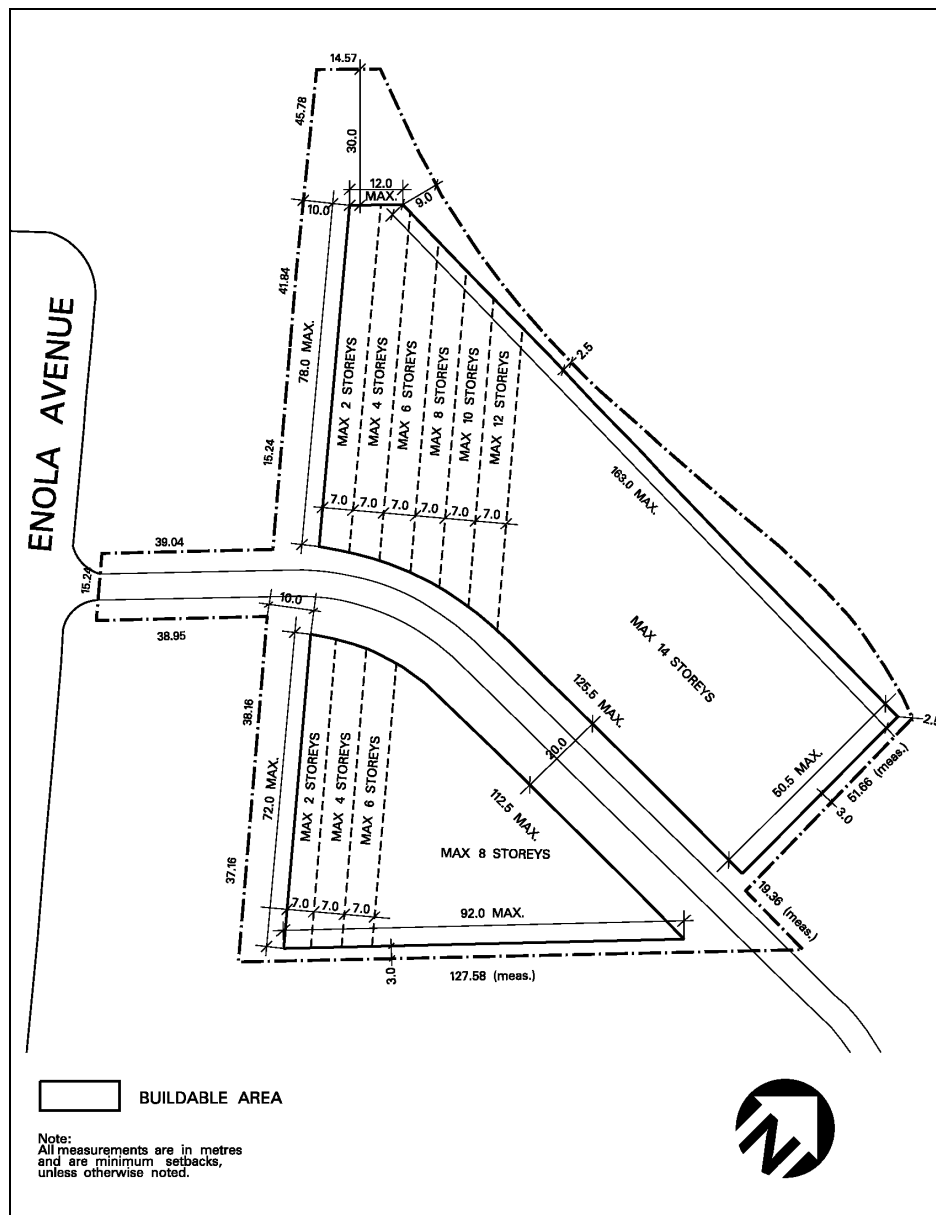 14.57
45.78
30.0
12.0
MAX.
9.0
10.0
41.84
78.0 MAX.
2.5
ENOLA AVENUE
MAX 2 STOREYS
MAX 4 STOREYS
MAX 6 STOREYS
MAX 8 STOREYS
MAX 10 STOREYS
MAX 12 STOREYS
15.24
163.0 MAX.
7.0
7.0
7.0
7.0
7.0
7.0
39.04
15.24
10.0
38.95
MAX 14 STOREYS
38.16
125.5 MAX.
20.0
2.5
72.0 MAX.
MAX 2 STOREYS
MAX 4 STOREYS
MAX 6 STOREYS
112.5 MAX.
50.5 MAX.
51.66 (meas.)
3.0
37.16
MAX 8 STOREYS
19.36 (meas.)
7.0
7.0
7.0
92.0 MAX.
3.0
127.58 (meas.)
BUILDABLE AREA
Note:
All measurements are in metres
and are minimum setbacks,
unless otherwise noted.
N